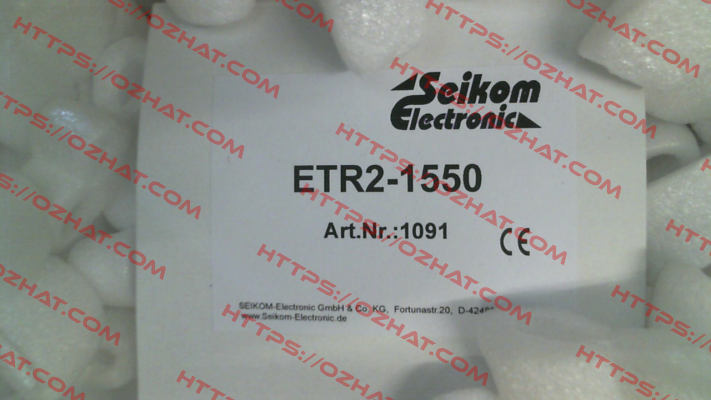 Seikom
Electronic
ETR2-1550
Art.Nr.:1091
CE
SEIKOM-Electronic GmbH & Co. KG, Fortunastr.20,
www.Seikom-Electronic.de
HTTPS://OZHAT.COM